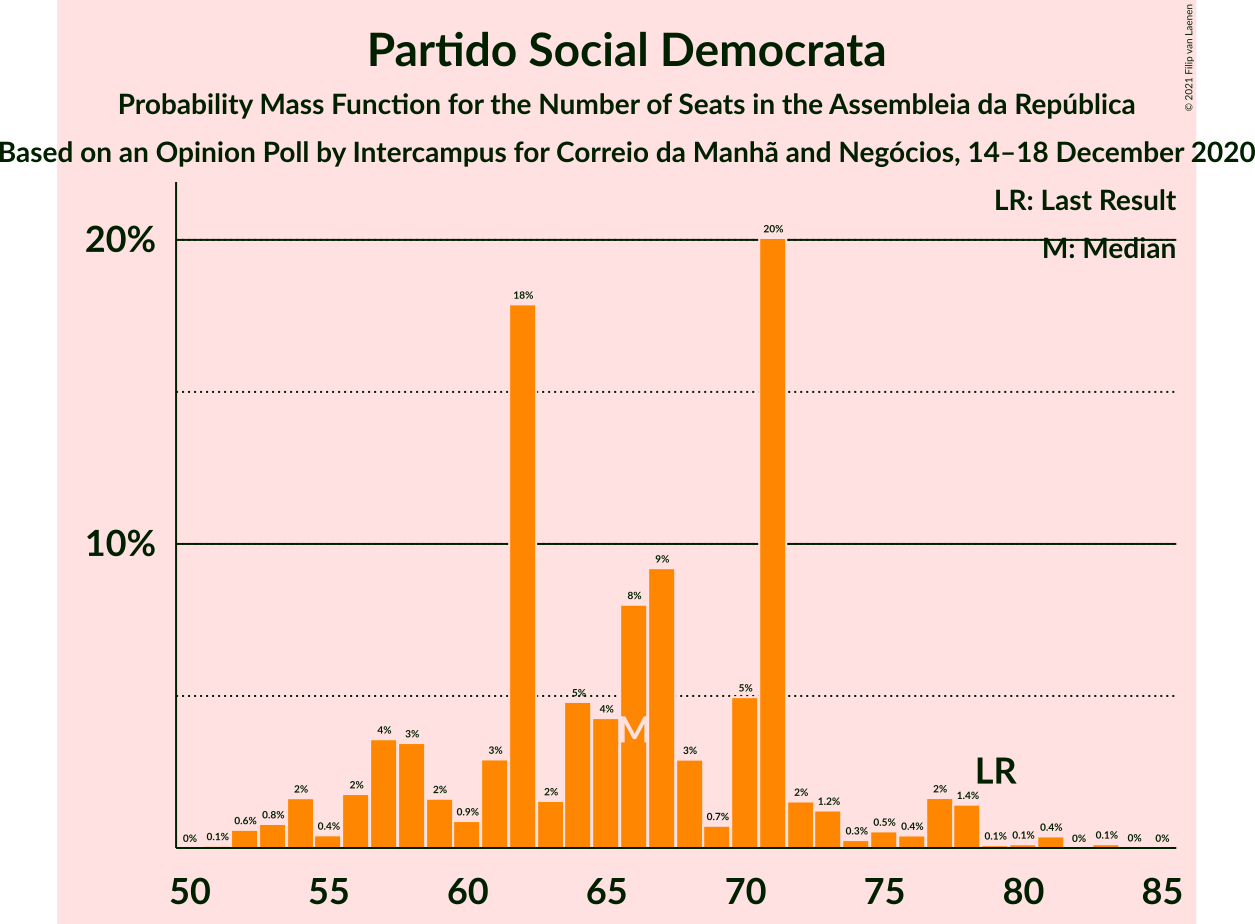 Partido Social Democrata
Probability Mass Function for the Number of Seats in the Assembleia da República
Based on an Opinion Poll by Intercampus for Correio da Manhã and Negócios, 14–18 December 2020
© 2021 Filip van Laenen
LR: Last Result
M: Median
20%
10%
0% 0.1% 0.6% 0.8% 2% 0.4% 2% 4% 3% 2% 0.9% 3% 18% 2% 5% 4% 8% 9% 3% 0.7% 5% 20% 2% 1.2% 0.3% 0.5% 0.4% 2% 1.4% 0.1% 0.1% 0.4% 0% 0.1% 0% 0%
M
LR
50 55 60 65 70 75 80 85